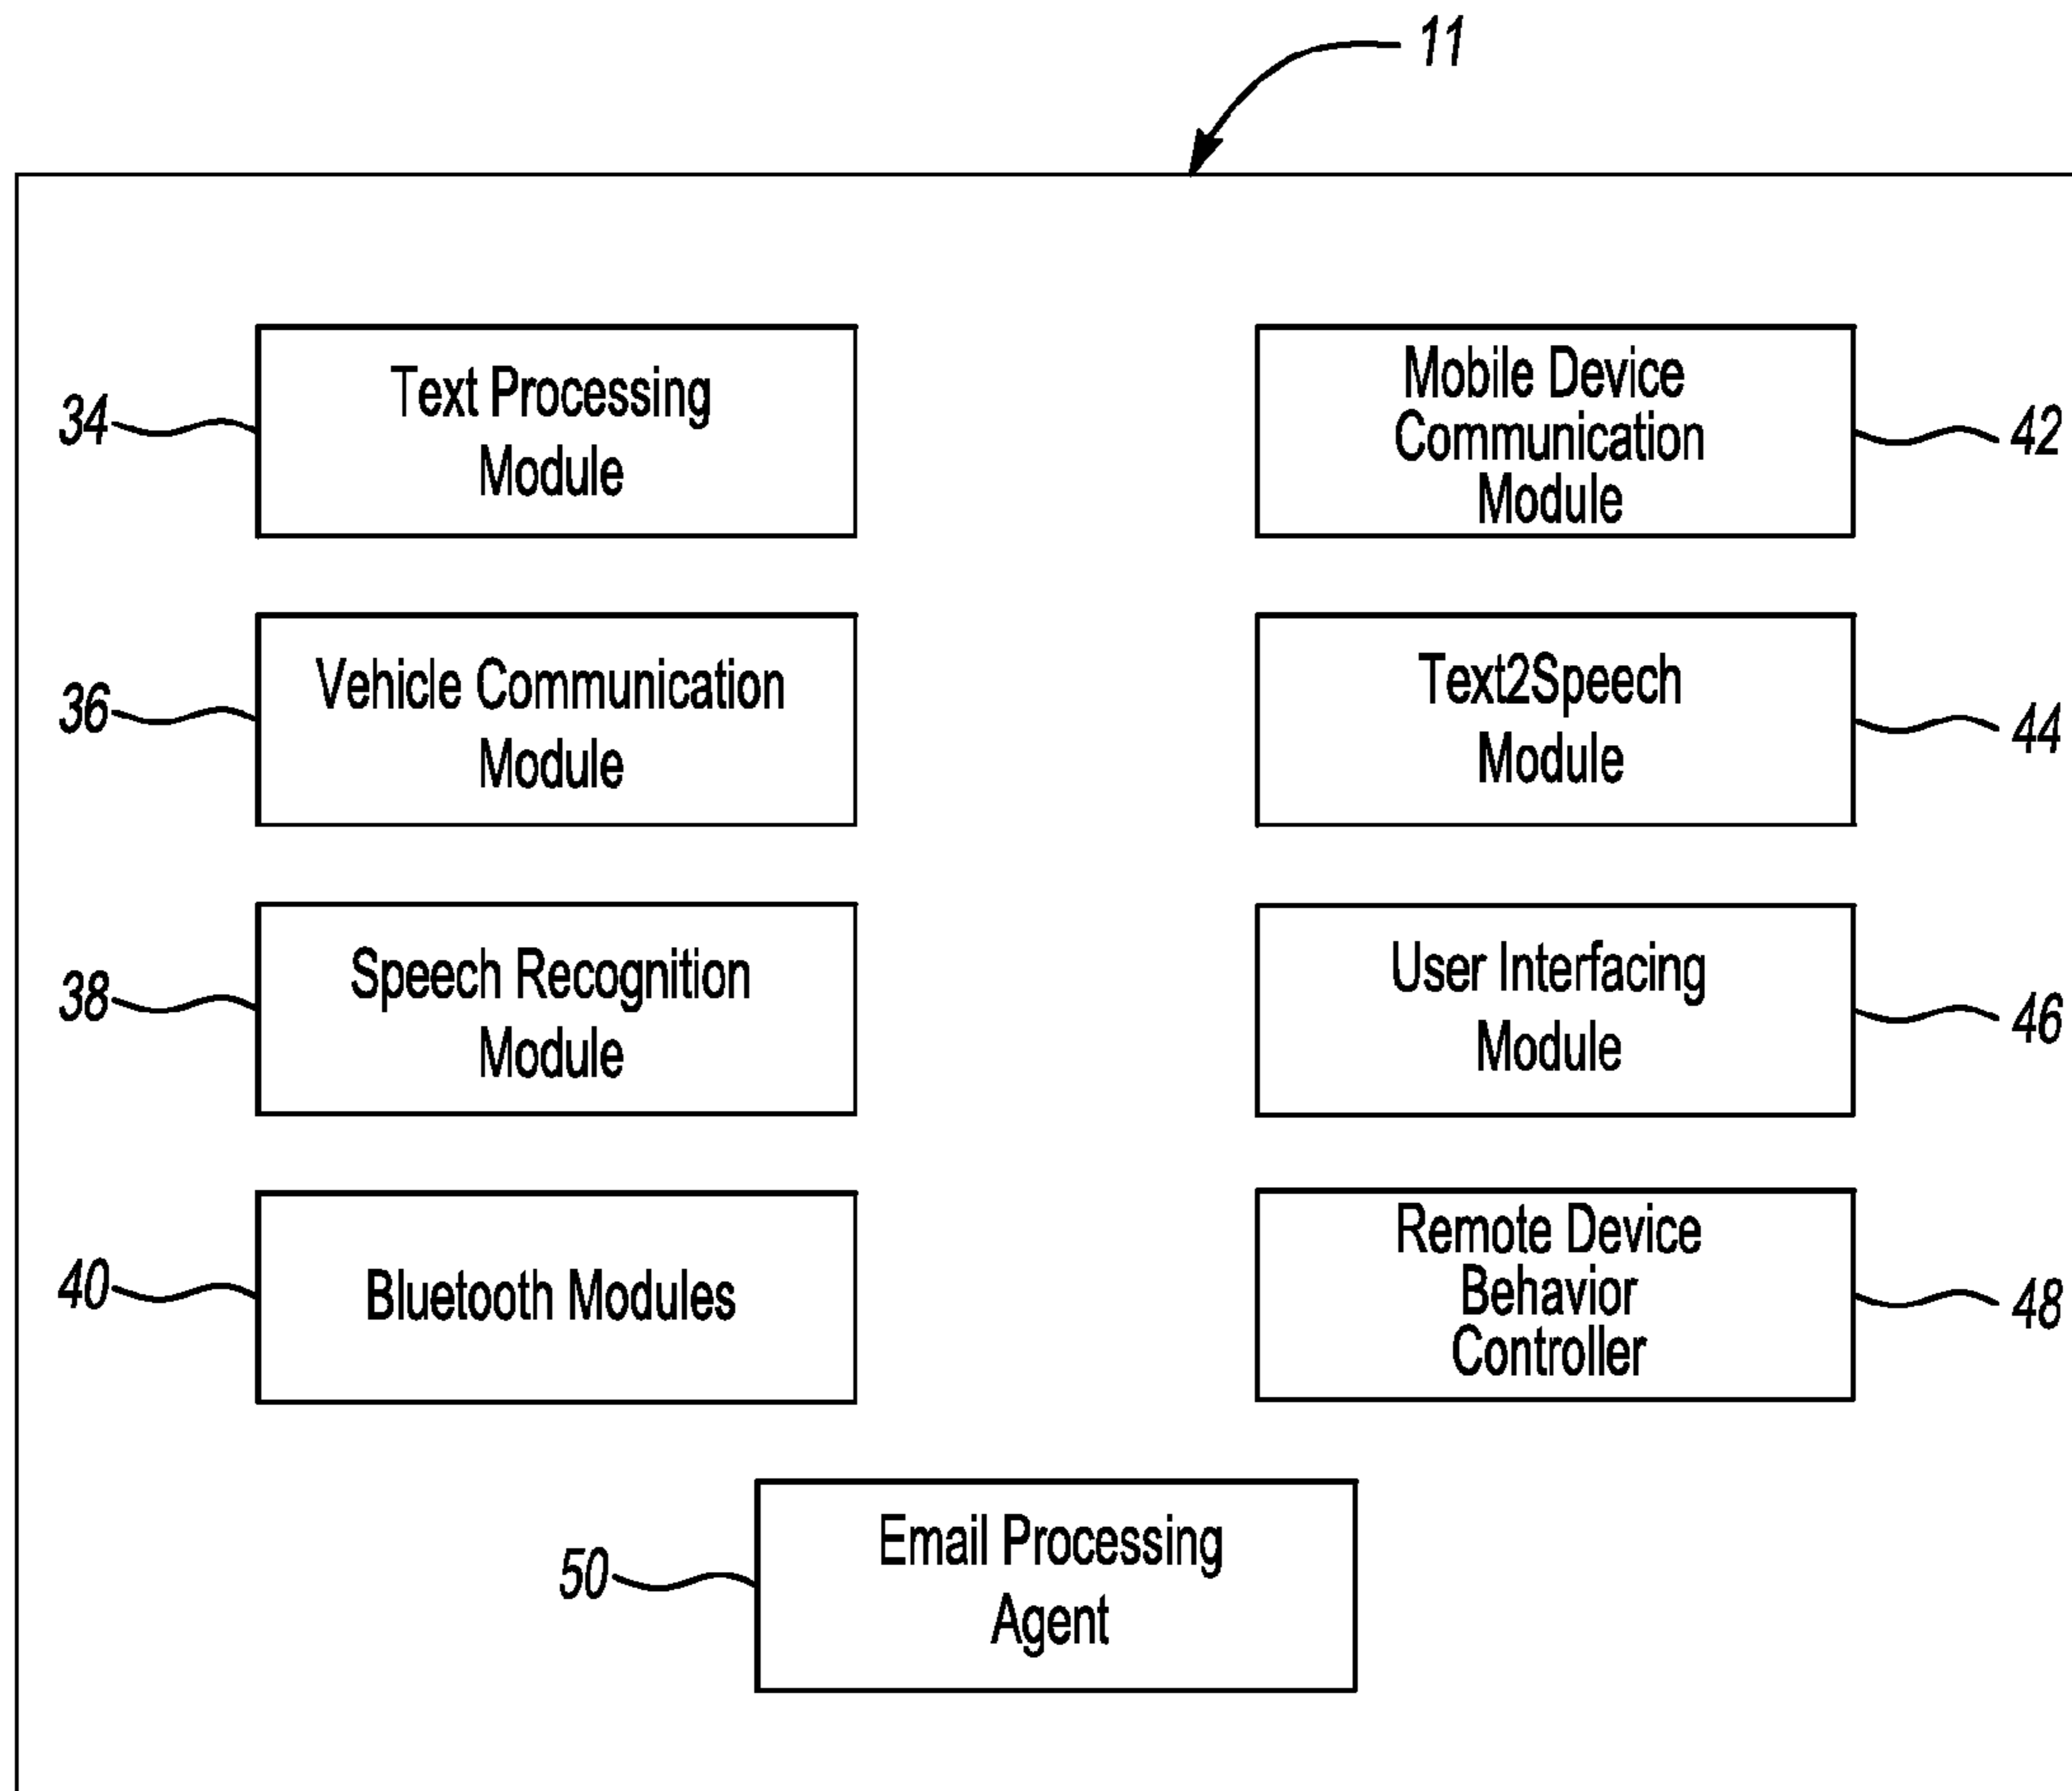 11
34
Text Processing
Module
Mobile Device
Communication
Module
42
36
Vehicle Communication
Module
Text2Speech
Module
44
38
Speech Recognition
Module
User Interfacing
Module
46
40
Bluetooth Modules
Remote Device
Behavior
Controller
48
50
Email Processing
Agent